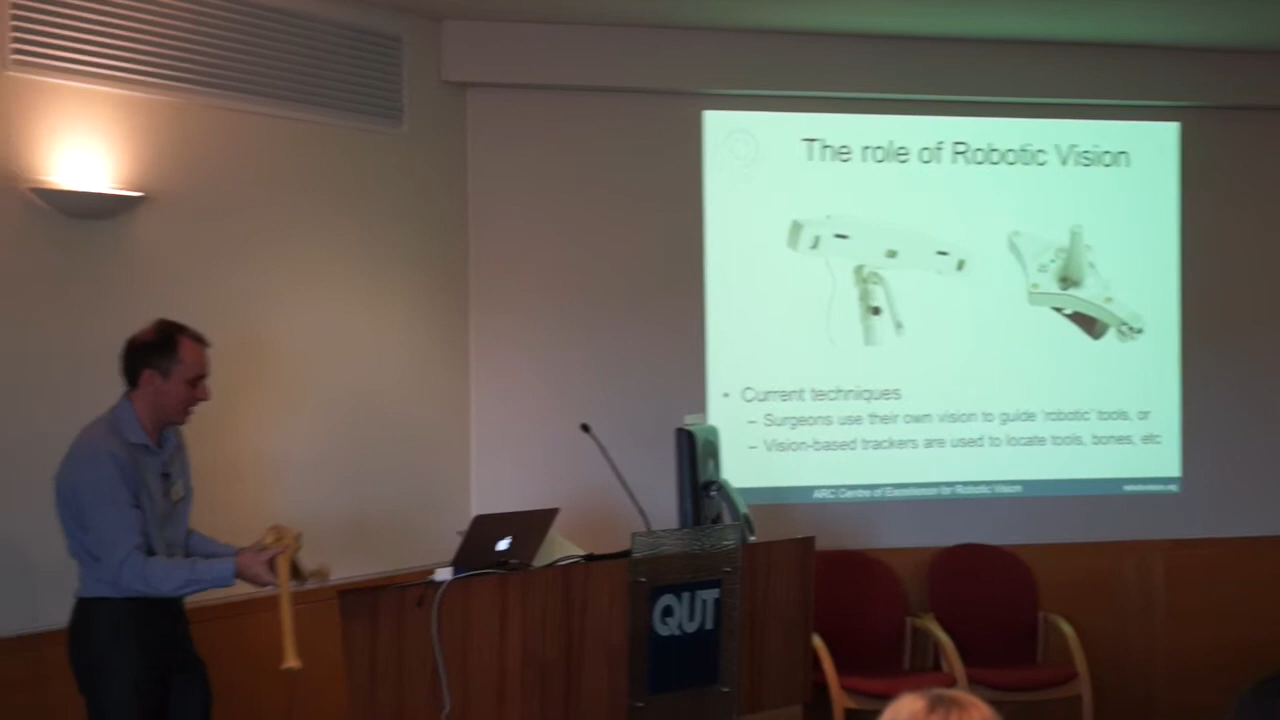 The role of Robotic Vision
• Current techniques
– Surgeons use their own vision to guide 'robotic' tools, or
– Vision-based trackers are used to locate tools, bones, etc
ARC Centre of Excellence for Robotic Vision
QUT